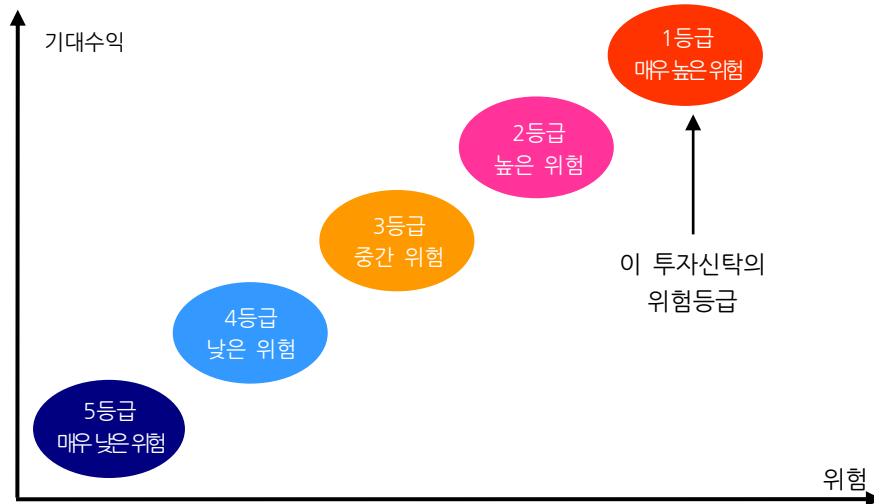 기대수익
1등급
매우 높은 위험
2등급
높은 위험
3등급
중간 위험
이 투자신탁의
위험등급
4등급
낮은 위험
5등급
매우 낮은 위험
위험